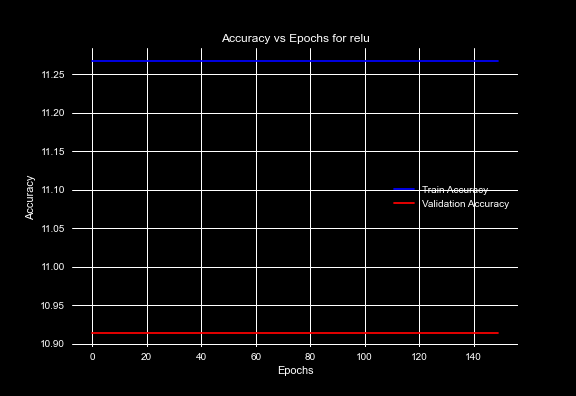 Accuracy vs Epochs for relu
11.25
11.20
11.15
11.10
11.05
11.00
10.95
10.90
Accuracy
Train Accuracy
Validation Accuracy
0 20 40 60 80 100 120 140
Epochs